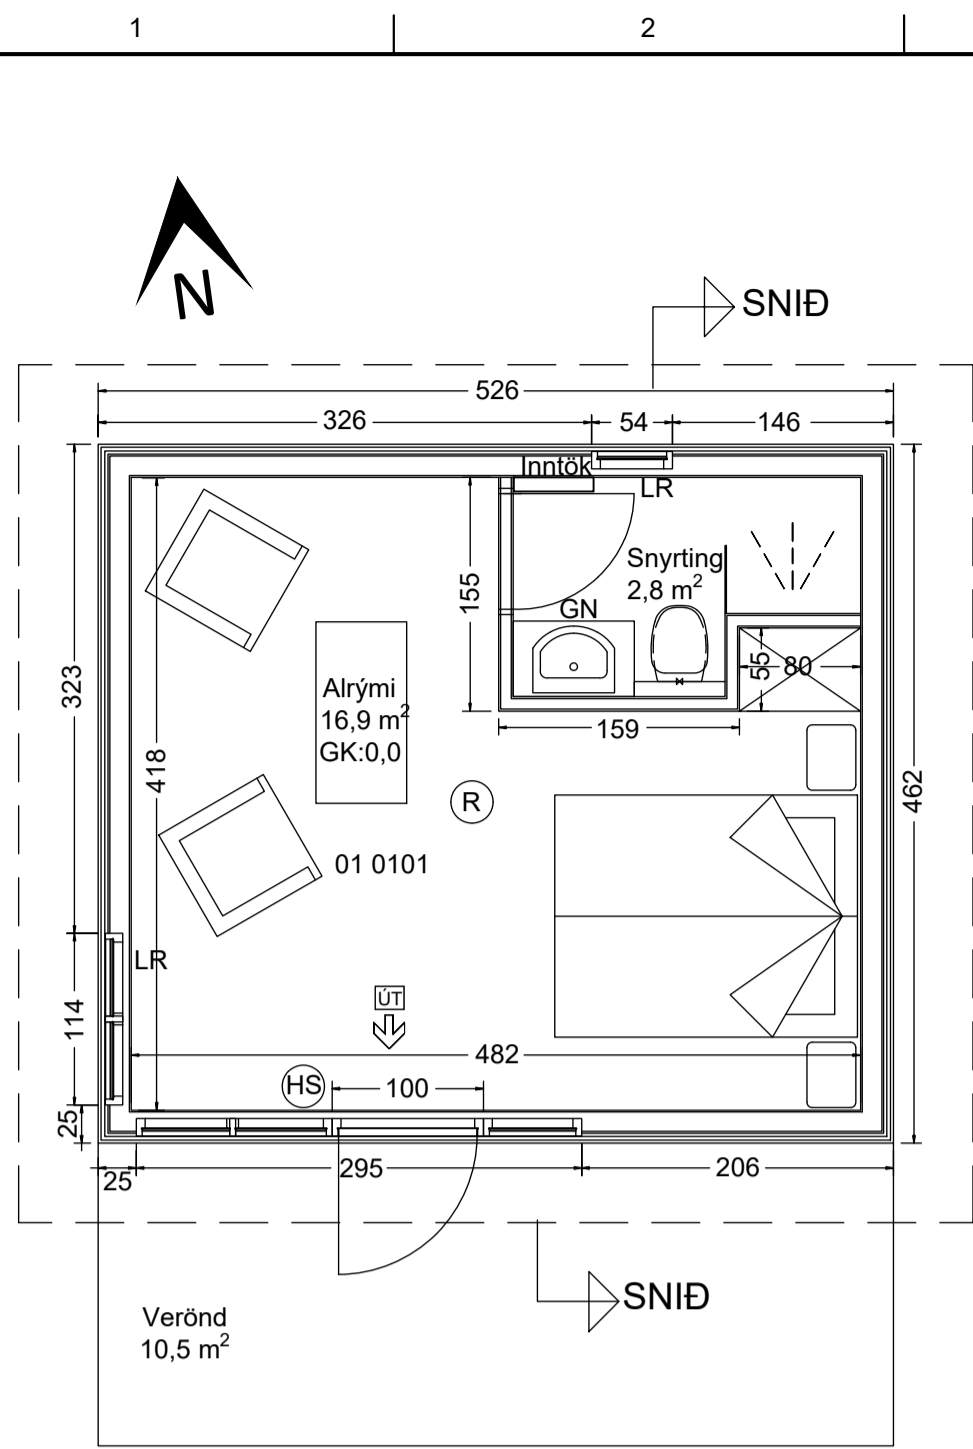 1
2
N
SNIÐ
526
326
54
146
Inntök
LR
Snyrting
2,8 m²
155
GN
55
80
323
Alrými
16,9 m²
GK:0,0
159
418
R
462
01 0101
LR
ÚT
114
482
HS
100
25
25
295
206
SNIÐ
Verönd
10,5 m²